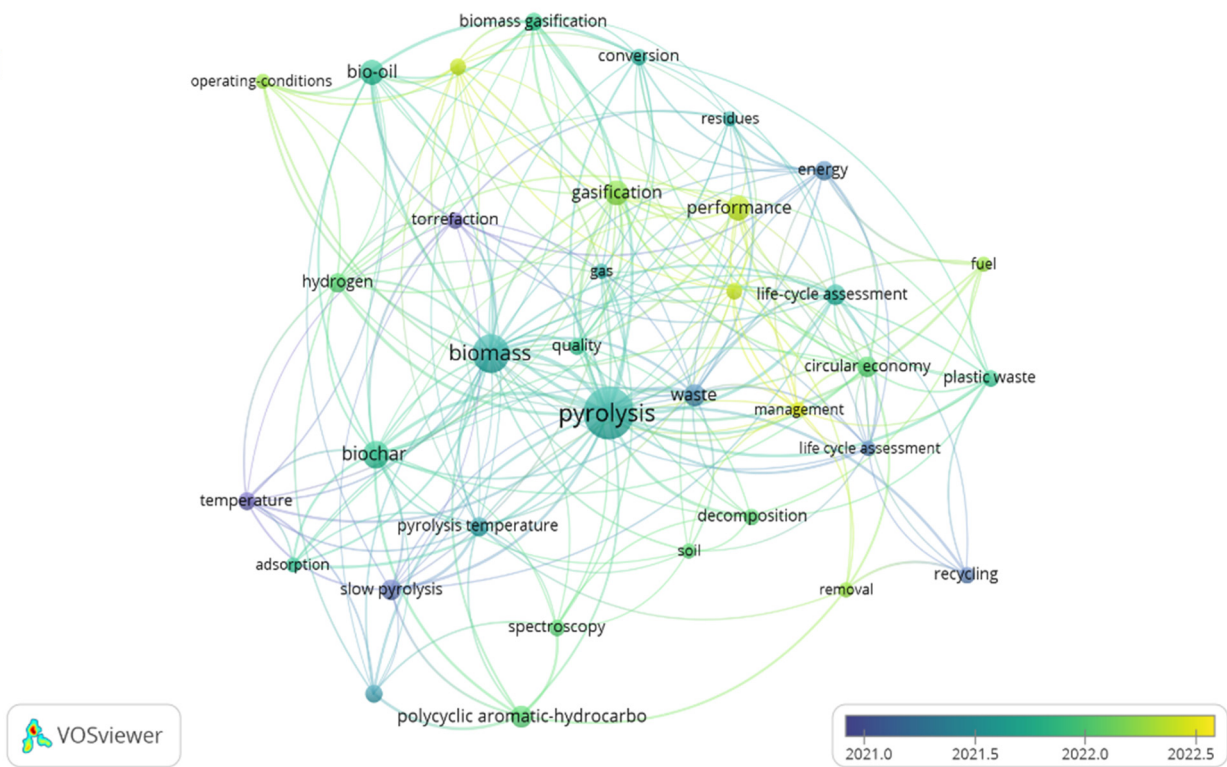 biomass gasification
conversion
bio-oil
operating-conditions
residues
energy
gasification
performance
torrefaction
fuel
gas
hydrogen
life-cycle assessment
quality
biomass
circular economy
plastic waste
waste
pyrolysis
management
life cycle assessment
biochar
temperature
decomposition
pyrolysis temperature
soil
adsorption
recycling
slow pyrolysis
removal
spectroscopy
polycyclic aromatic-hydrocarbo
VOSviewer
2021.0 2021.5 2022.0 2022.5